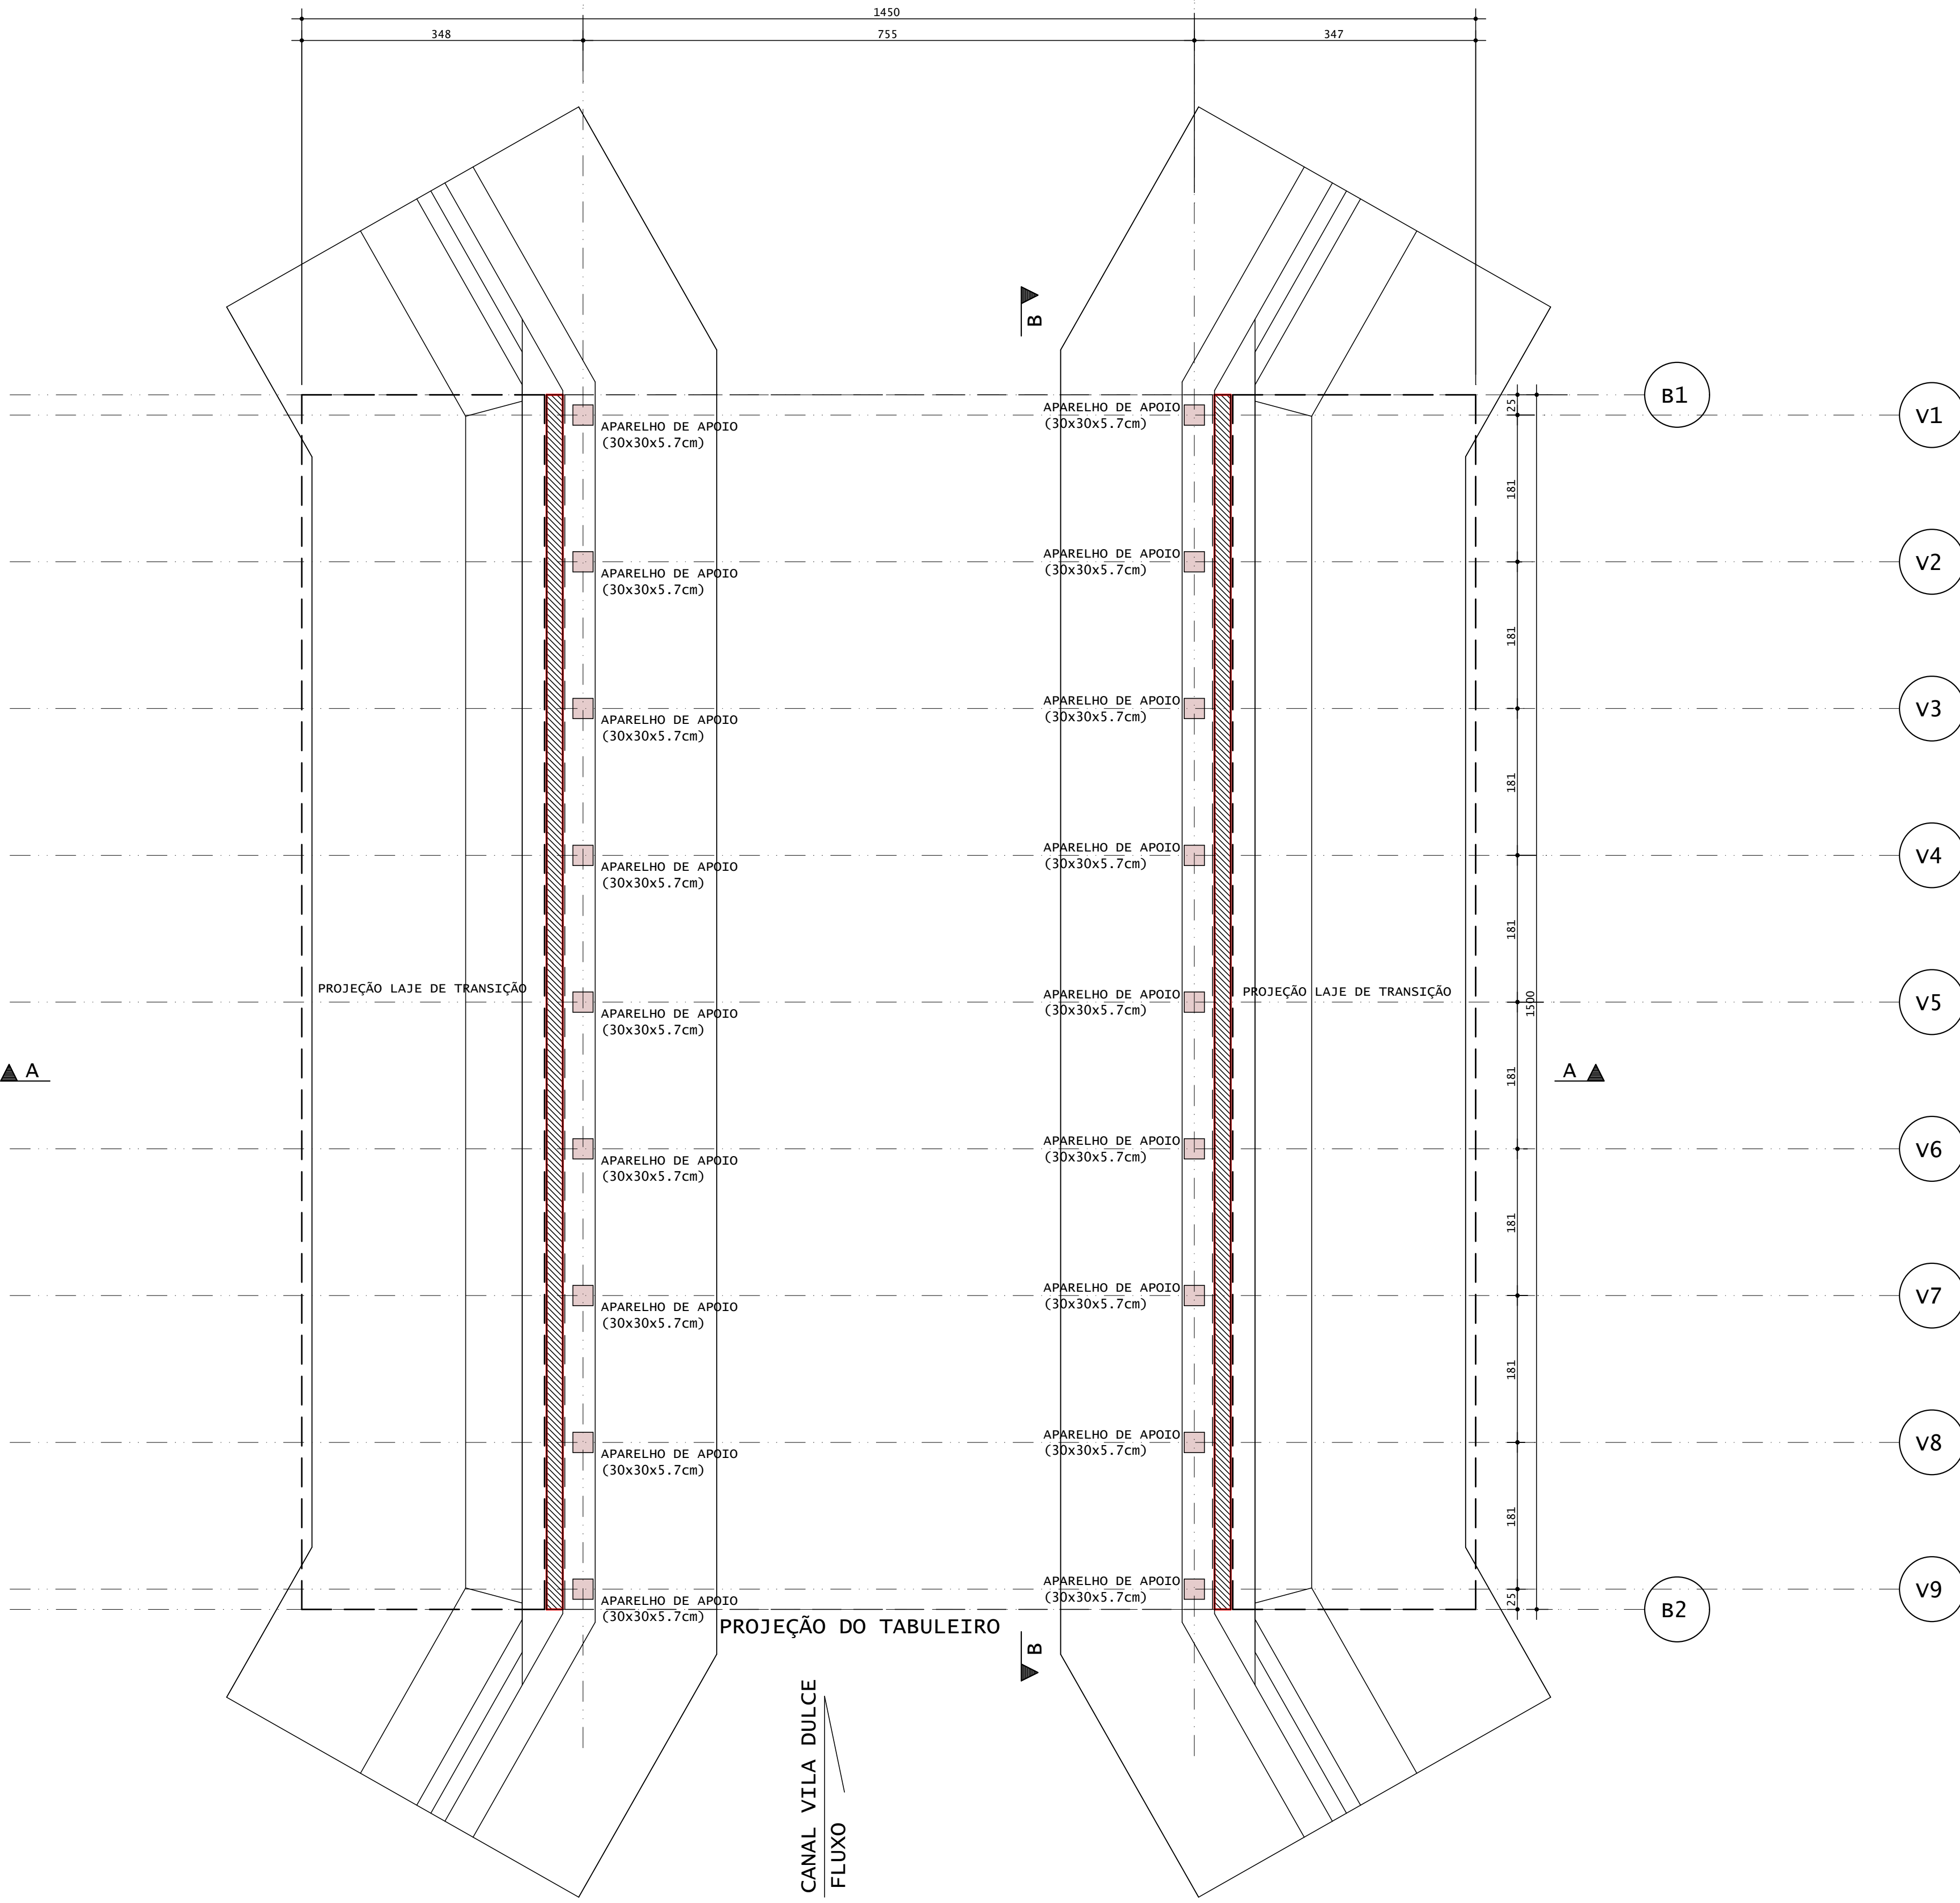 1450
348
755
347
B
B1
25
V1
APARELHO DE APOIO
(30x30x5.7cm)
APARELHO DE APOIO
(30x30x5.7cm)
181
V2
APARELHO DE APOIO
(30x30x5.7cm)
APARELHO DE APOIO
(30x30x5.7cm)
181
V3
APARELHO DE APOIO
(30x30x5.7cm)
APARELHO DE APOIO
(30x30x5.7cm)
181
V4
APARELHO DE APOIO
(30x30x5.7cm)
APARELHO DE APOIO
(30x30x5.7cm)
181
PROJEÇÃO LAJE DE TRANSIÇÃO
PROJEÇÃO LAJE DE TRANSIÇÃO
1500
V5
APARELHO DE APOIO
(30x30x5.7cm)
APARELHO DE APOIO
(30x30x5.7cm)
A
A
181
V6
APARELHO DE APOIO
(30x30x5.7cm)
APARELHO DE APOIO
(30x30x5.7cm)
181
V7
APARELHO DE APOIO
(30x30x5.7cm)
APARELHO DE APOIO
(30x30x5.7cm)
181
V8
APARELHO DE APOIO
(30x30x5.7cm)
APARELHO DE APOIO
(30x30x5.7cm)
181
V9
APARELHO DE APOIO
(30x30x5.7cm)
APARELHO DE APOIO
(30x30x5.7cm)
25
B2
PROJEÇÃO DO TABULEIRO
B
CANAL VILA DULCE
FLUXO